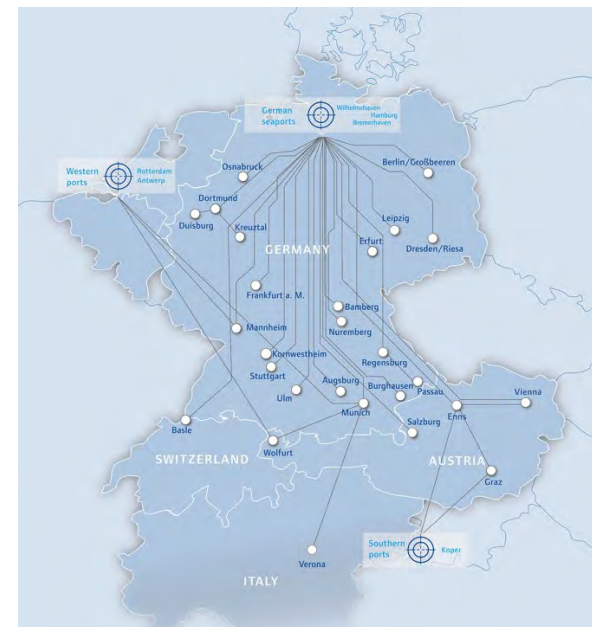 German
seaports
Wilhelmshaven
Hamburg
Bremenhaven
Western
ports
Rotterdam
Antwerp
Osnabruck
Berlin/Großbeeren
Dortmund
Duisburg
Kreuztal
Leipzig
GERMANY
Erfurt
Dresden/Riesa
Frankfurt a. M.
Bamberg
Nuremberg
Mannheim
Kornwestheim
Stuttgart
Regensburg
Augsburg
Burghausen
Passau
Vienna
Ulm
Munich
Enns
Basle
Salzburg
Wolfurt
SWITZERLAND
AUSTRIA
Graz
Southern
ports
Koper
Verona
ITALY